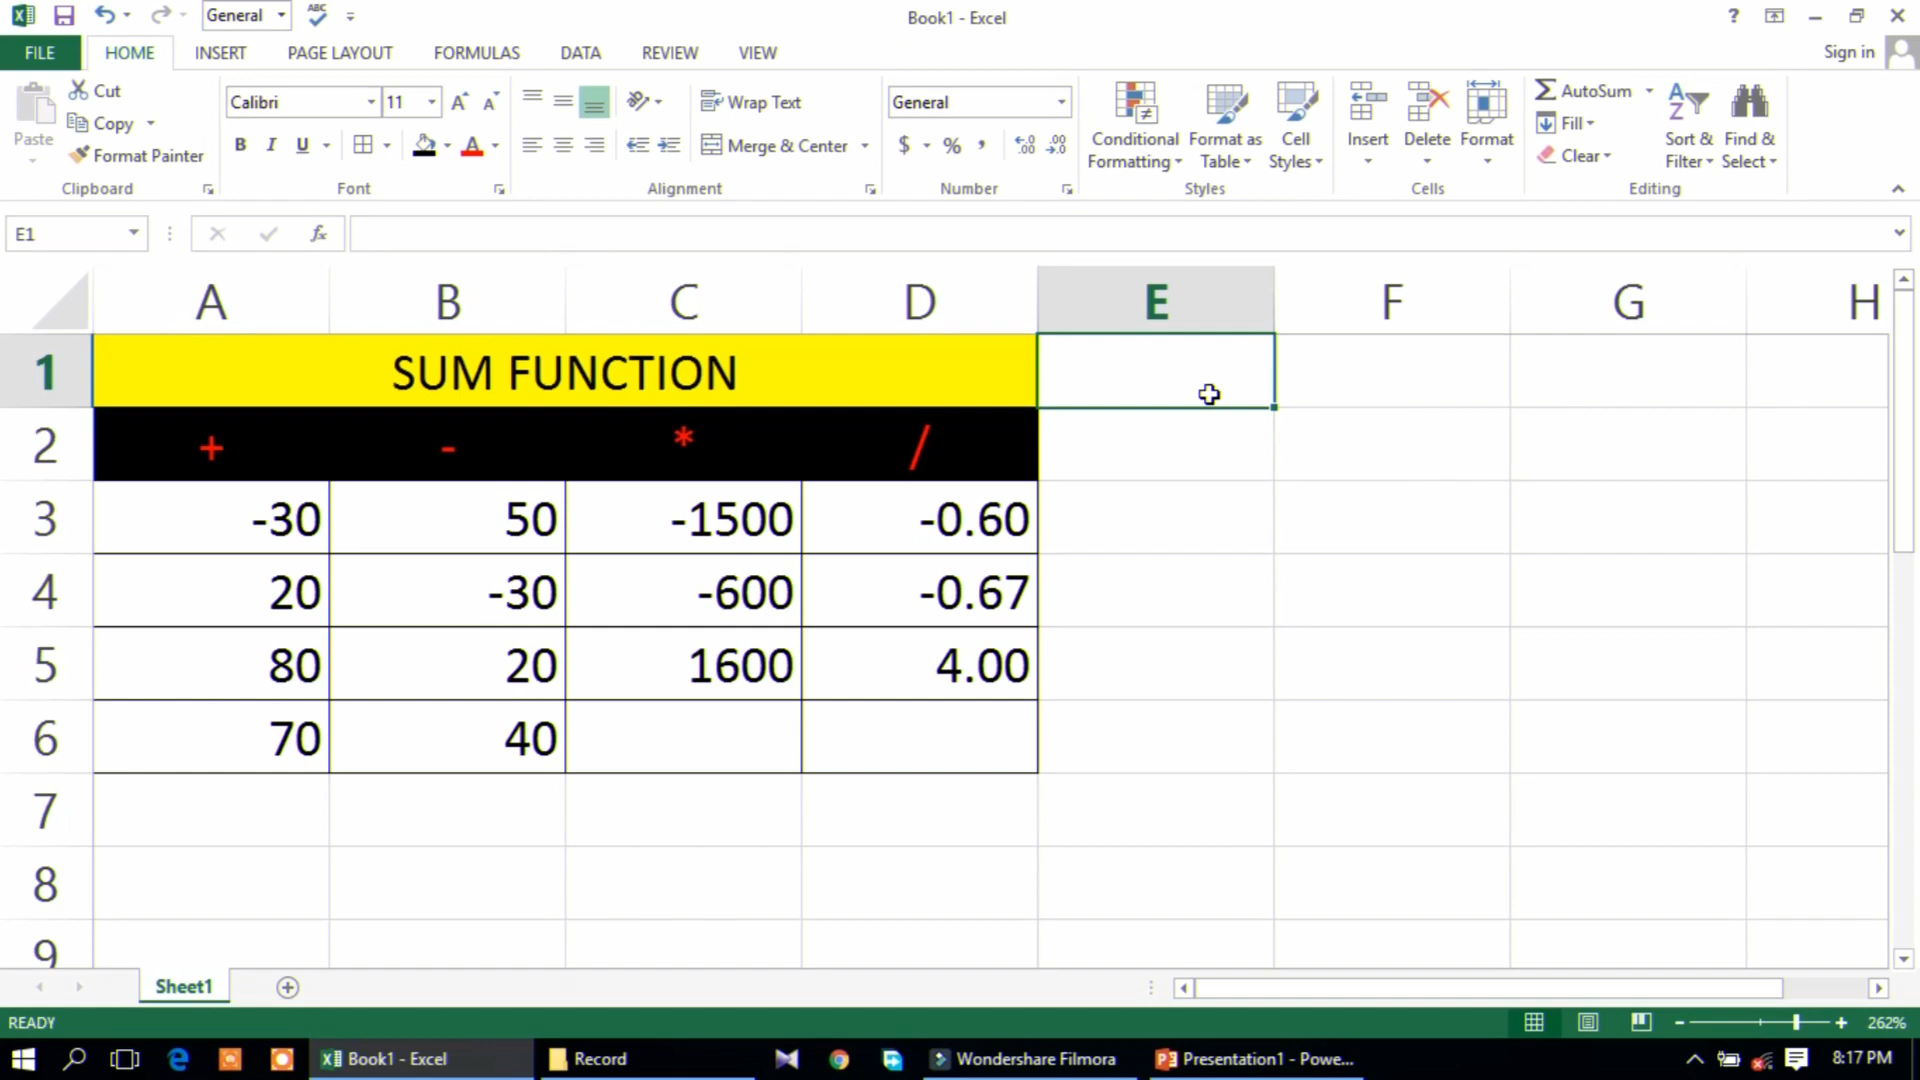 General
ABC
Book1 - Excel
?
FILE HOME INSERT PAGE LAYOUT FORMULAS DATA REVIEW VIEW
Sign in
Paste
Cut
Copy
Format Painter
Clipboard
Calibri 11
B I U
Font
Wrap Text
Merge & Center
Alignment
General
$ % ,
Number
Conditional Formatting
Format as Table
Cell Styles
Styles
Insert
Delete
Format
Cells
AutoSum
Fill
Clear
Sort & Filter
Find & Select
Editing
E1
fx
A B C D E F G H
1 SUM FUNCTION
2 + - * /
3 -30 50 -1500 -0.60
4 20 -30 -600 -0.67
5 80 20 1600 4.00
6 70 40
7
8
9
Sheet1
READY
262%
Book1 - Excel
Record
Wondershare Filmora
Presentation1 - Powe...
8:17 PM